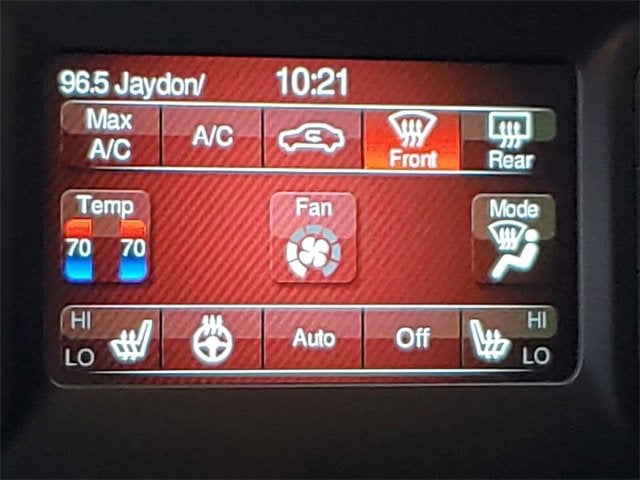 96.5 Jaydon/ 10:21
Max
A/C
A/C
Front
Rear
Temp
70 70
Fan
Mode
HI
LO
Auto
Off
HI
LO